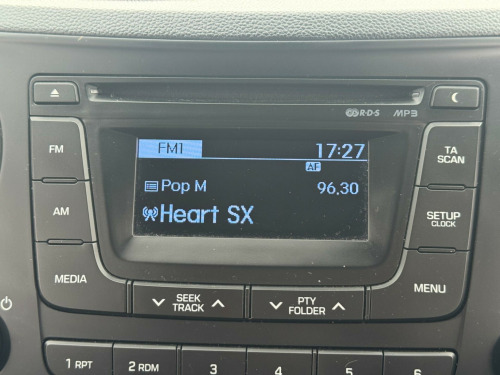 R·D·S MP3
FM
AM
MEDIA
FM1 17:27
AF
Pop M 96.30
Heart SX
TA
SCAN
SETUP
CLOCK
MENU
SEEK
TRACK
PTY
FOLDER
1 RPT 2 RDM 3 4 5 6